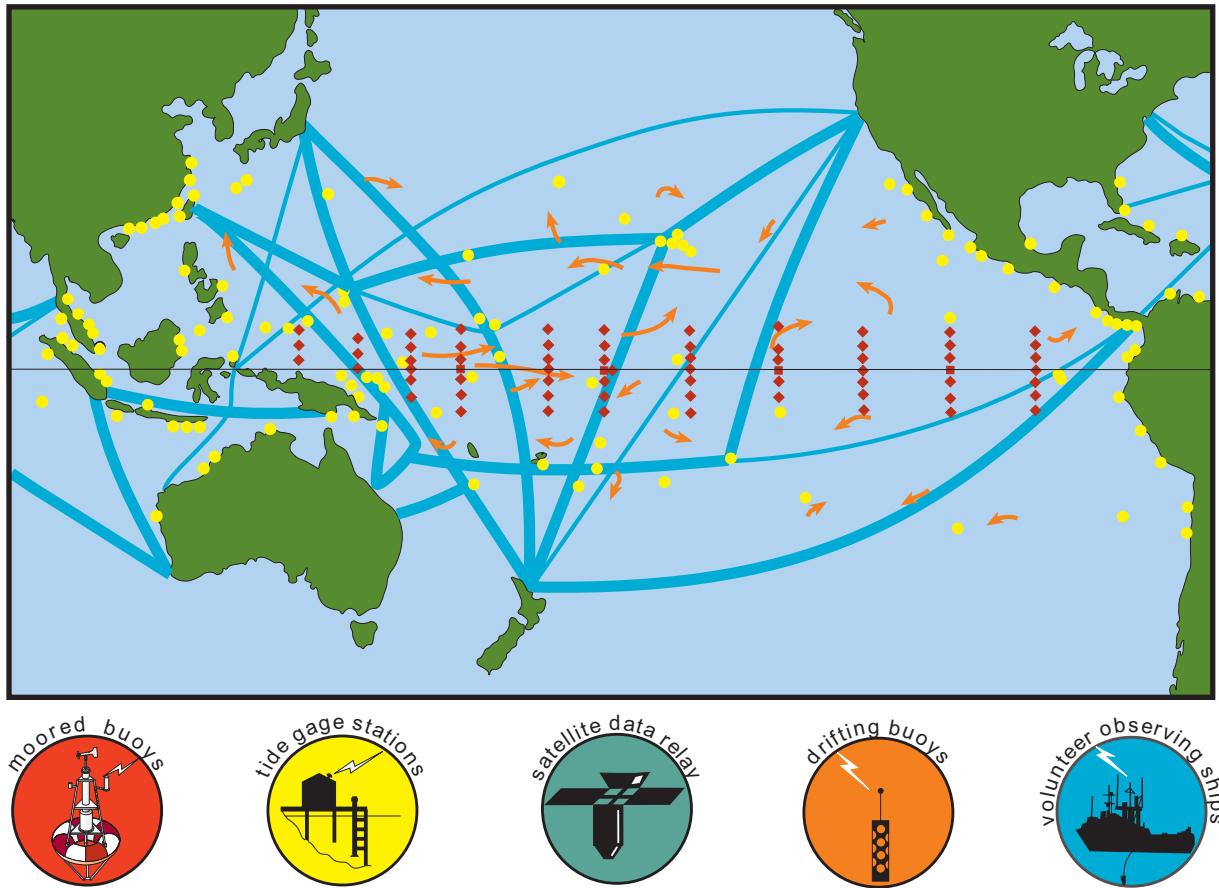 moored buoys
tide gage stations
satellite data relay
drifting buoys
volunteer observing ships